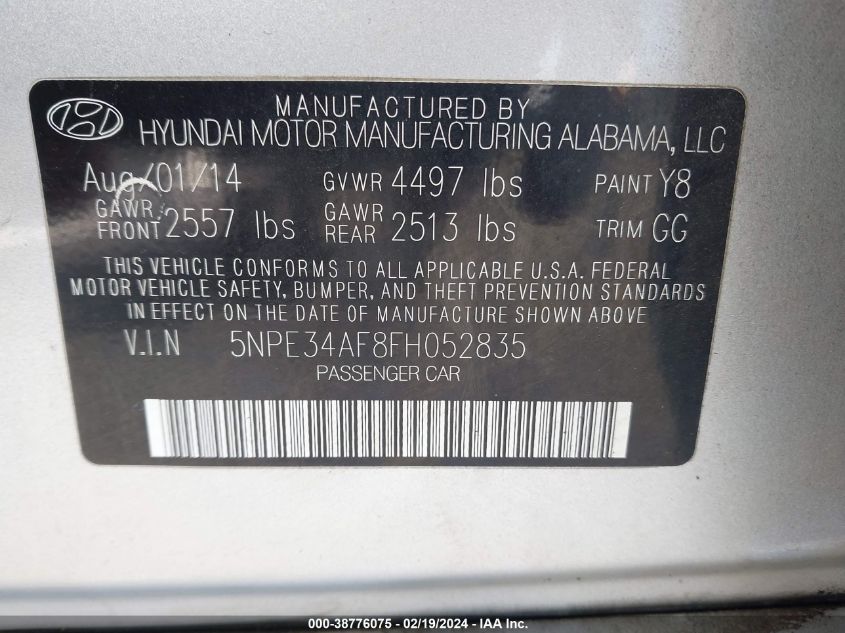 MANUFACTURED BY
HYUNDAI MOTOR MANUFACTURING ALABAMA, LLC
Aug/01/14 GVWR 4497 lbs PAINT Y8
GAWR FRONT 2557 lbs GAWR REAR 2513 lbs TRIM GG
THIS VEHICLE CONFORMS TO ALL APPLICABLE U.S.A. FEDERAL
MOTOR VEHICLE SAFETY, BUMPER, AND THEFT PREVENTION STANDARDS
IN EFFECT ON THE DATE OF MANUFACTURE SHOWN ABOVE
V.I.N 5NPE34AF8FH052835
PASSENGER CAR
000-38776075 - 02/19/2024 - IAA Inc.